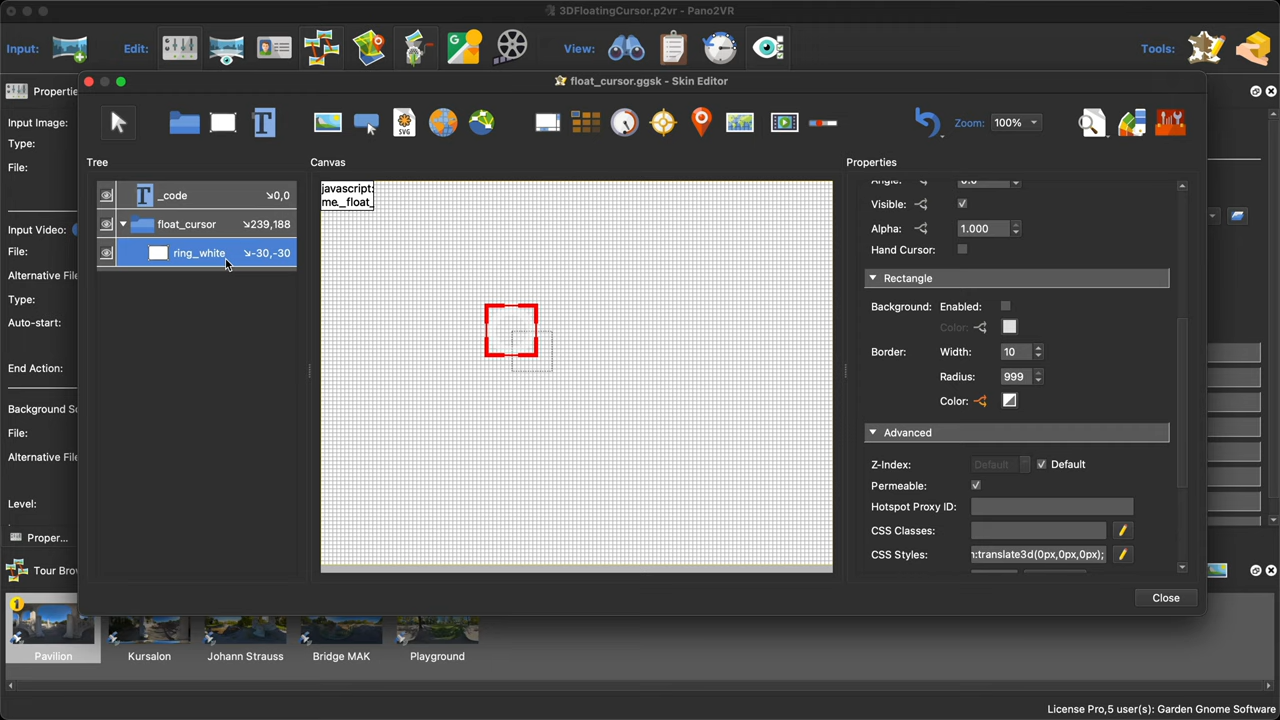 3DFloatingCursor.p2vr - Pano2VR
Input:
Edit:
View:
Tools:
float_cursor.ggsk - Skin Editor
Zoom: 100%
Tree
Canvas
Properties
_code 0,0
float_cursor 239,188
ring_white -30,-30
javascript:
me._float_
Visible:
Alpha: 1.000
Hand Cursor:
Rectangle
Background: Enabled:
Color:
Border: Width: 10
Radius: 999
Color:
Advanced
Z-Index: Default Default
Permeable:
Hotspot Proxy ID:
CSS Classes:
CSS Styles: n:translate3d(0px,0px,0px);
Close
Input Image:
Type:
File:
Input Video:
File:
Alternative File
Type:
Auto-start:
End Action:
File:
Alternative File
Level:
Proper...
1
Pavilion
Kursalon
Johann Strauss
Bridge MAK
Playground
License Pro,5 user(s): Garden Gnome Software